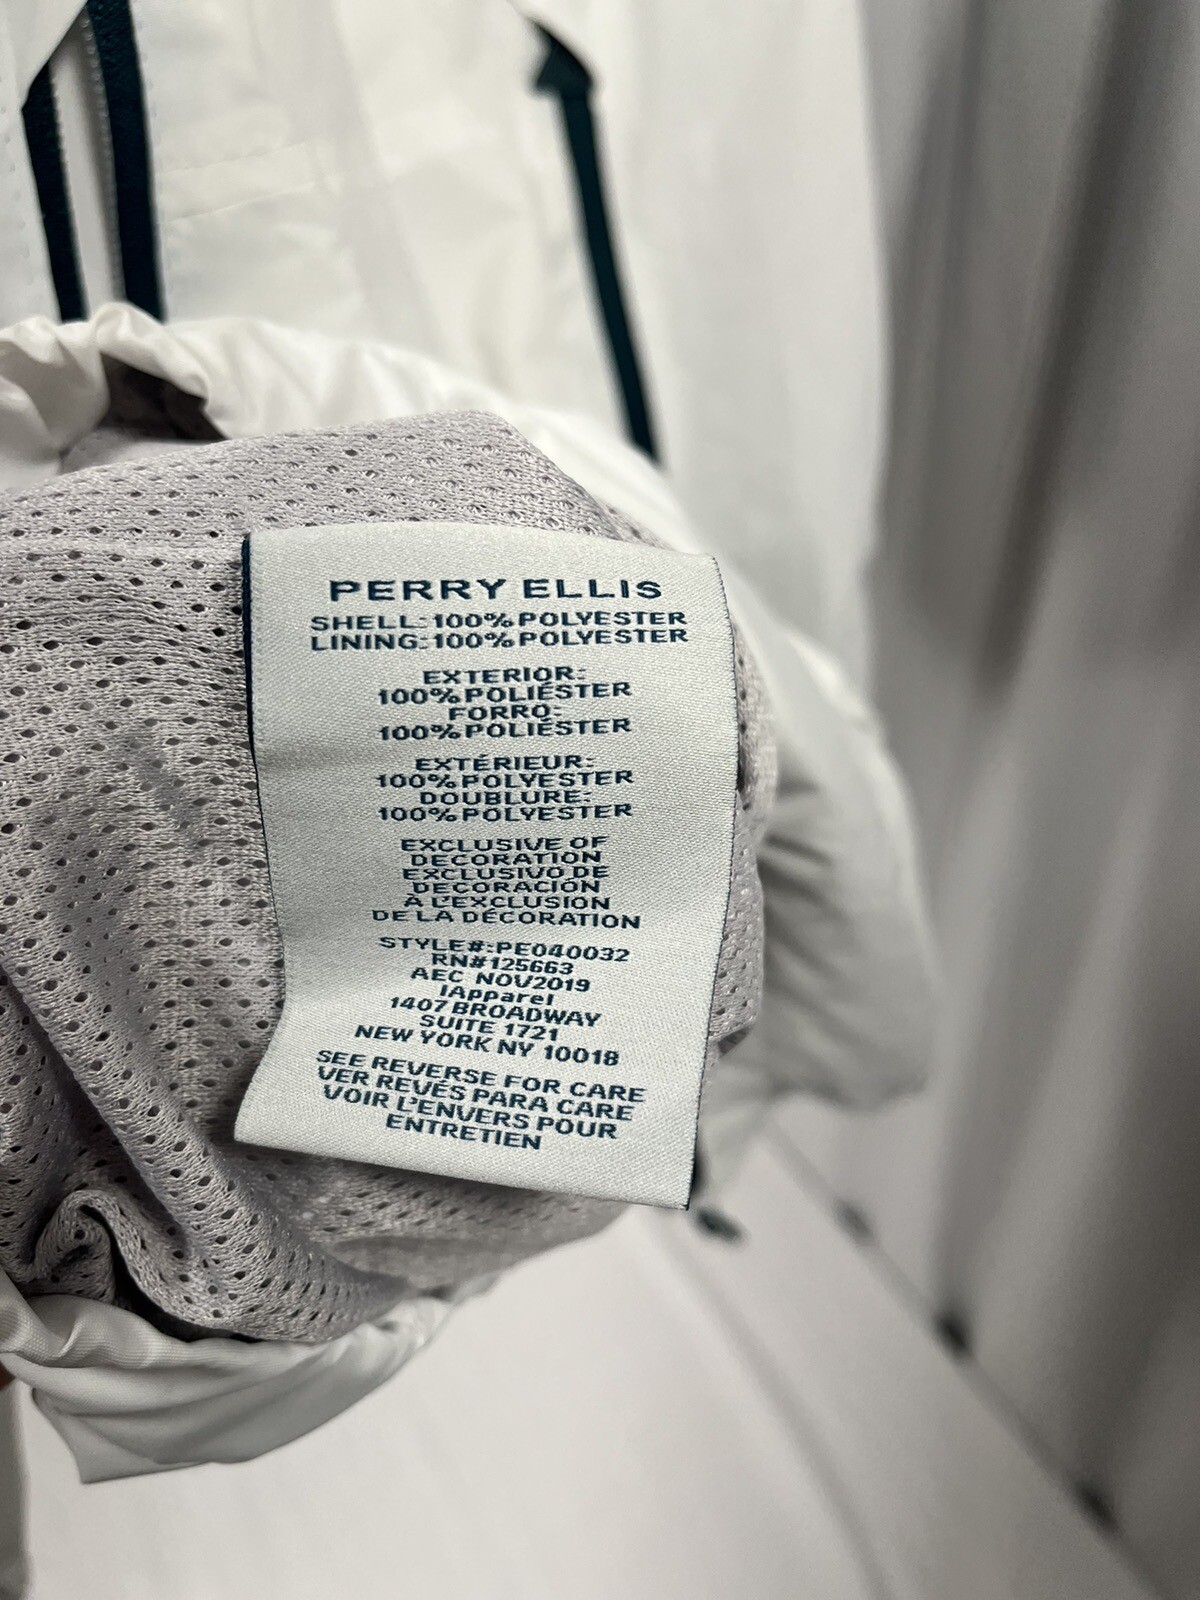 PERRY ELLIS
SHELL:100%POLYESTER
LINING:100%POLYESTER
EXTERIOR:
100%POLIÉSTER
FORRO:
100%POLIÉSTER
EXTÉRIEUR:
100%POLYESTER
DOUBLURE:
100%POLYESTER
EXCLUSIVE OF
DECORATION
EXCLUSIVO DE
DECORACIÓN
À L'EXCLUSION
DE LA DÉCORATION
STYLE#:PE040032
RN#125663
AEC NOV2019
IApparel
1407 BROADWAY
SUITE 1721
NEW YORK NY 10018
SEE REVERSE FOR CARE
VER REVÉS PARA CARE
VOIR L'ENVERS POUR
ENTRETIEN